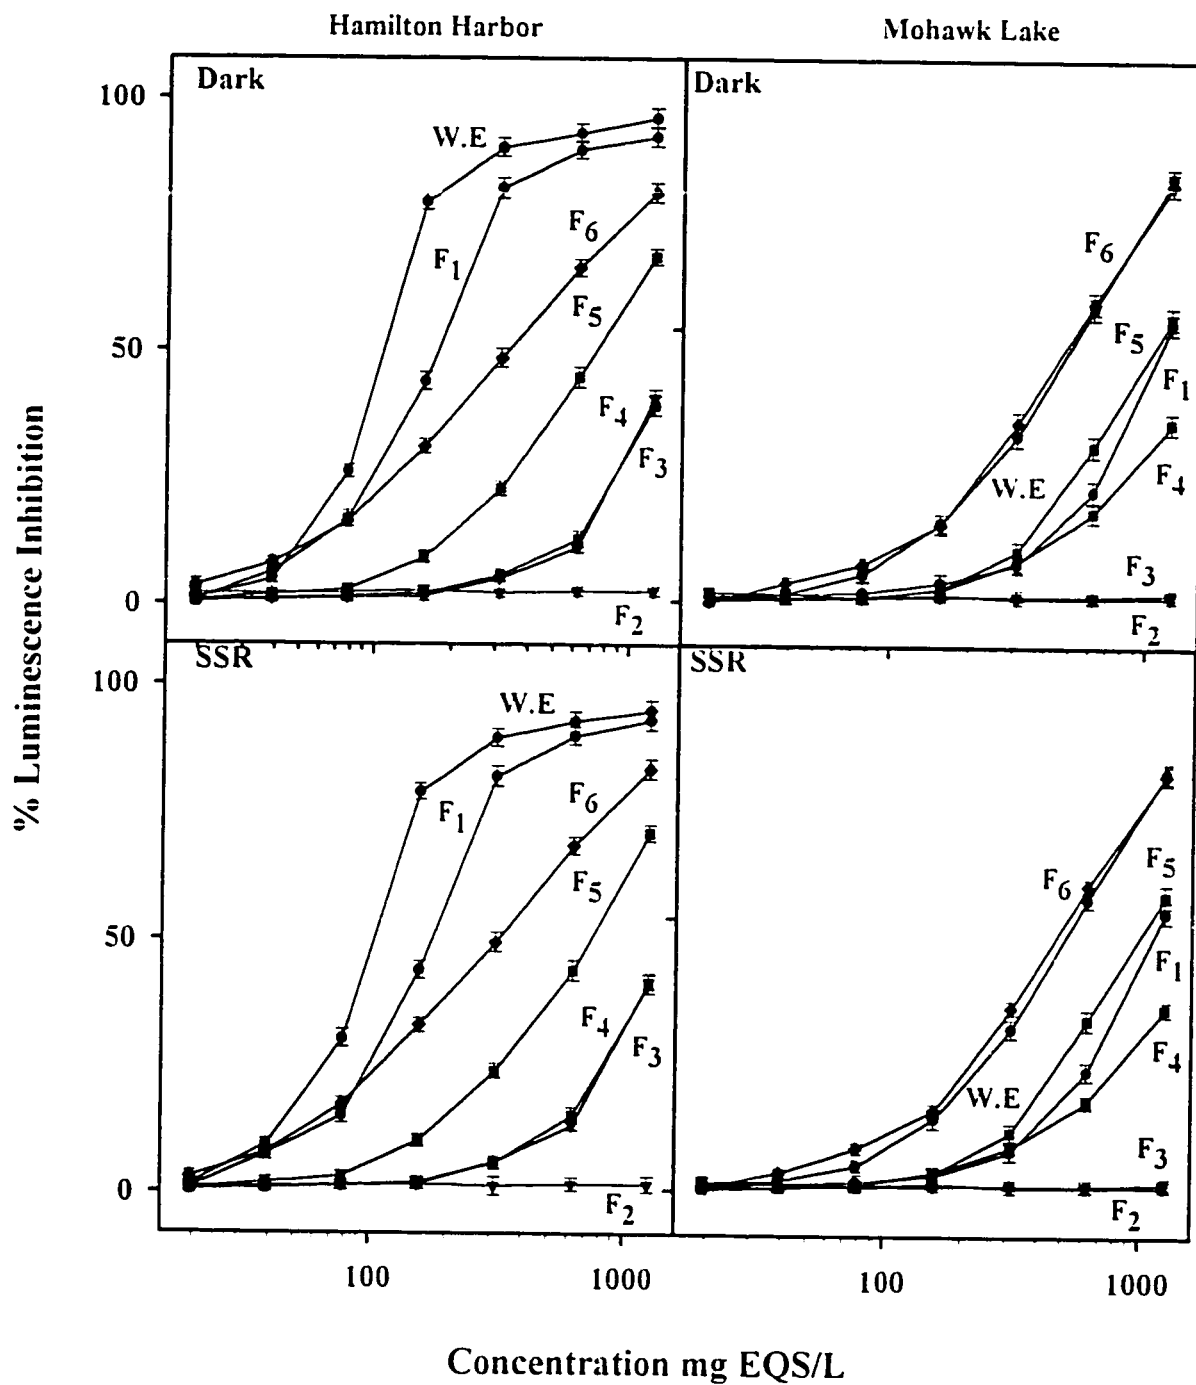 Hamilton Harbor Mohawk Lake
Dark Dark
100
W.E
F6
F6
F1
F5
F5
50
F1
F4
F4
F3
W.E
F3
0
F2 F2
SSR SSR
100
W.E
F6
F1
F5
F5
F6
50
F1
F4
F3
F4
W.E
F3
0
F2 F2
100 1000 100 1000
% Luminescence Inhibition
Concentration mg EQS/L